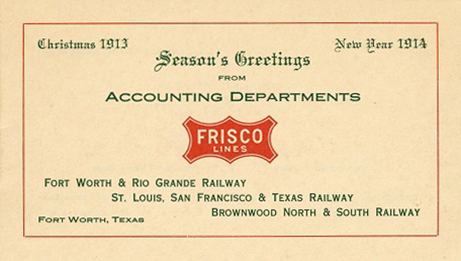 Christmas 1913
New Year 1914
Season's Greetings
FROM
ACCOUNTING DEPARTMENTS
FRISCO
LINES
FORT WORTH & RIO GRANDE RAILWAY
ST. LOUIS, SAN FRANCISCO & TEXAS RAILWAY
BROWNWOOD NORTH & SOUTH RAILWAY
FORT WORTH, TEXAS